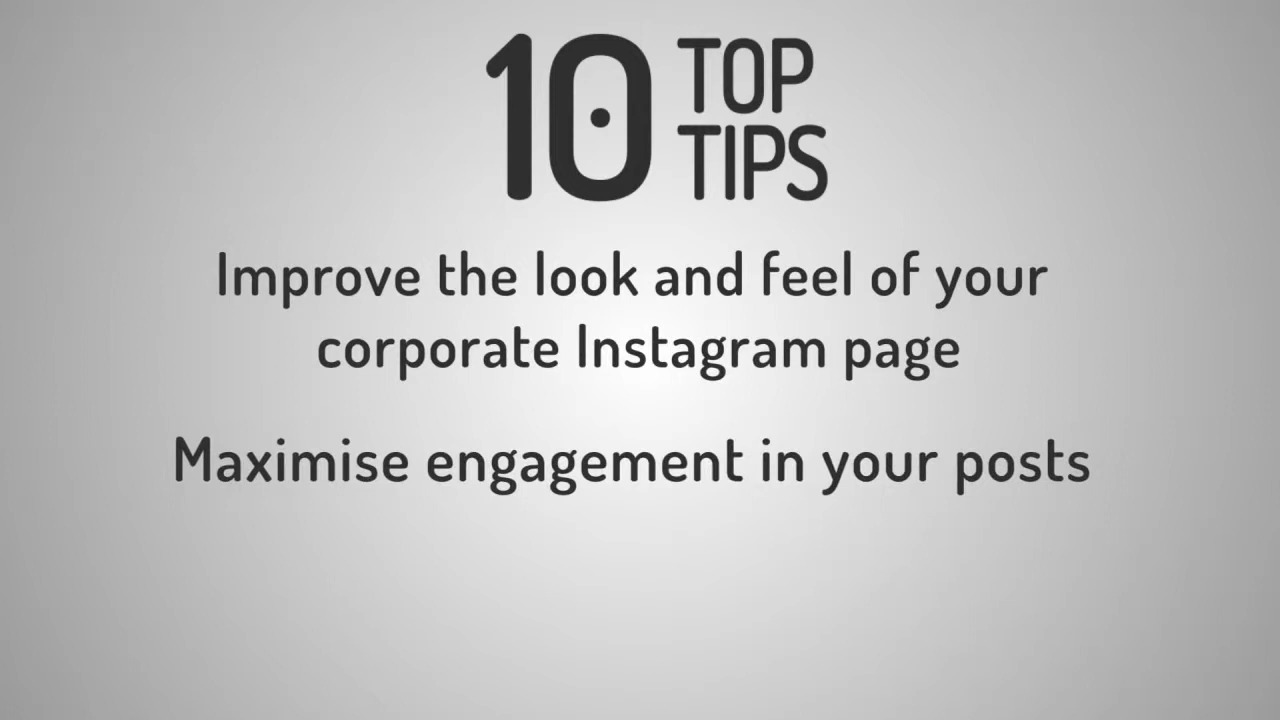 10 TOP
TIPS
Improve the look and feel of your
corporate Instagram page
Maximise engagement in your posts